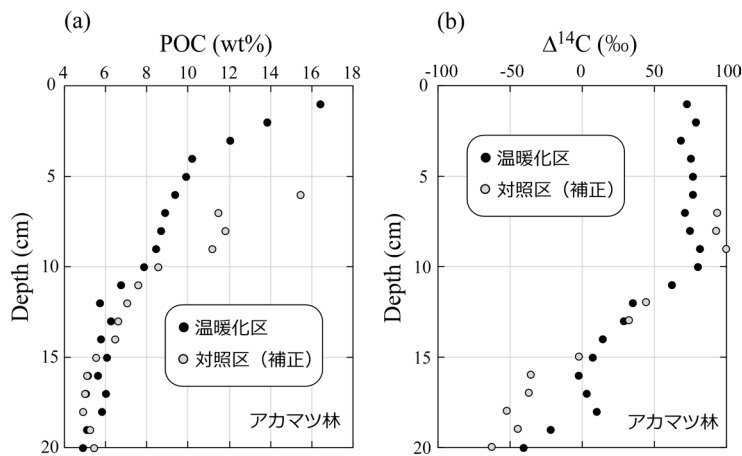 (a)
POC (wt%)
4 6 8 10 12 14 16 18
0
5
10
15
20
Depth (cm)
温暖化区
対照区（補正）
アカマツ林
(b)
Δ¹⁴C (‰)
-100 -50 0 50 100
0
5
10
15
20
Depth (cm)
温暖化区
対照区（補正）
アカマツ林